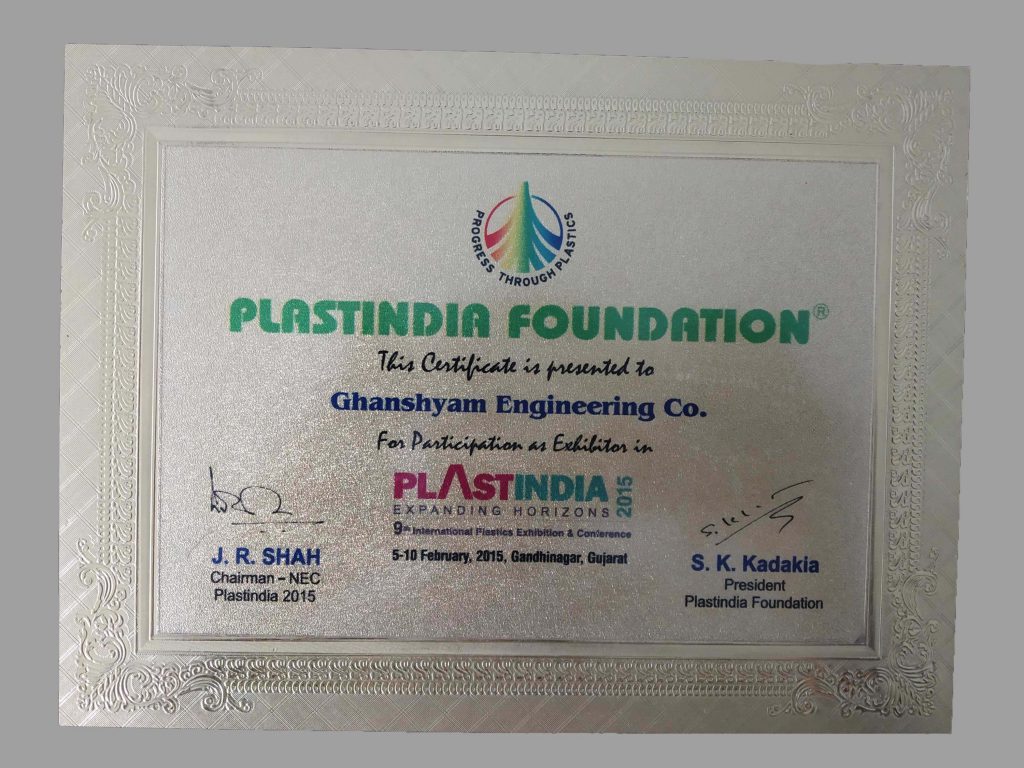 PROGRESS THROUGH PLASTICS
PLASTINDIA FOUNDATION®
This Certificate is presented to
Ghanshyam Engineering Co.
For Participation as Exhibitor in
PLASTINDIA 2015
EXPANDING HORIZONS
9th International Plastics Exhibition & Conference
5-10 February, 2015, Gandhinagar, Gujarat
J. R. SHAH
Chairman – NEC
Plastindia 2015
S. K. Kadakia
President
Plastindia Foundation